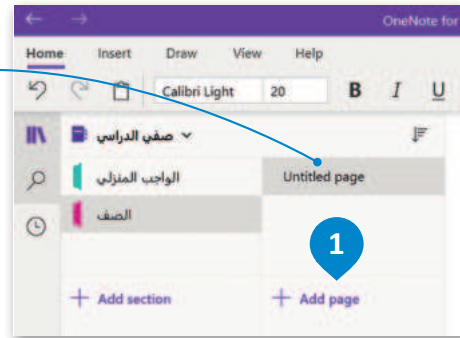 OneNote for
Home Insert Draw View Help
Calibri Light 20 B I U
صفي الدراسي
الواجب المنزلي Untitled page
الصف
1
+ Add section + Add page